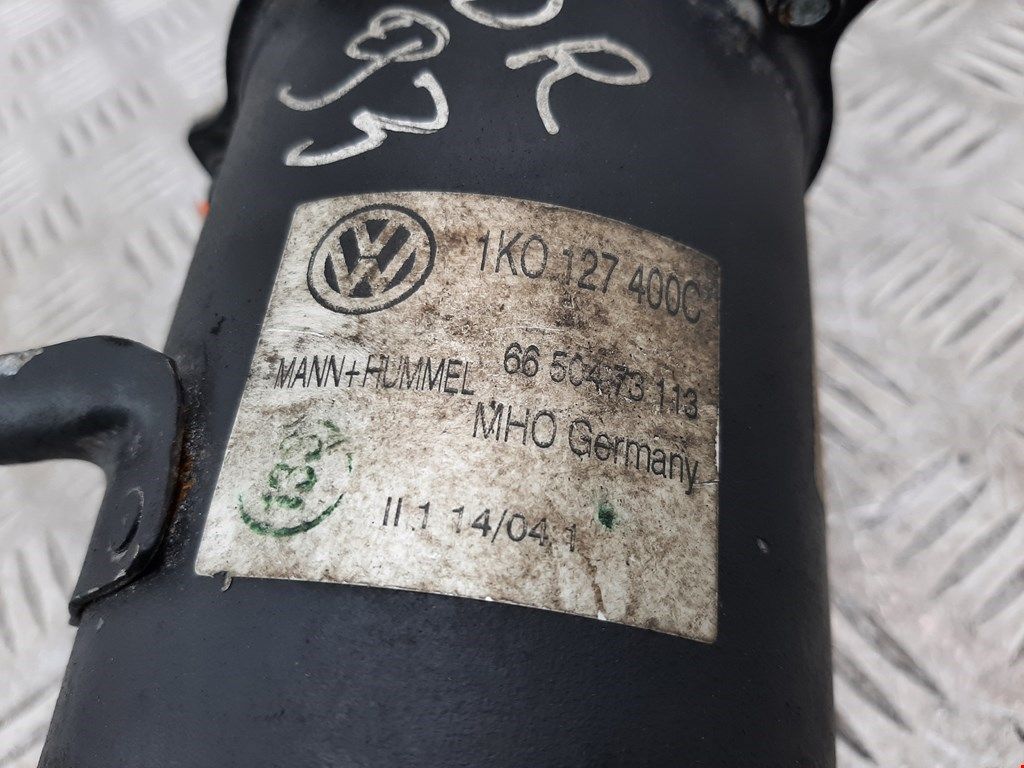 R
1K0 127 400C
MANN+HUMMEL 66 504 73 113
MHO Germany
II 1 14/04 1